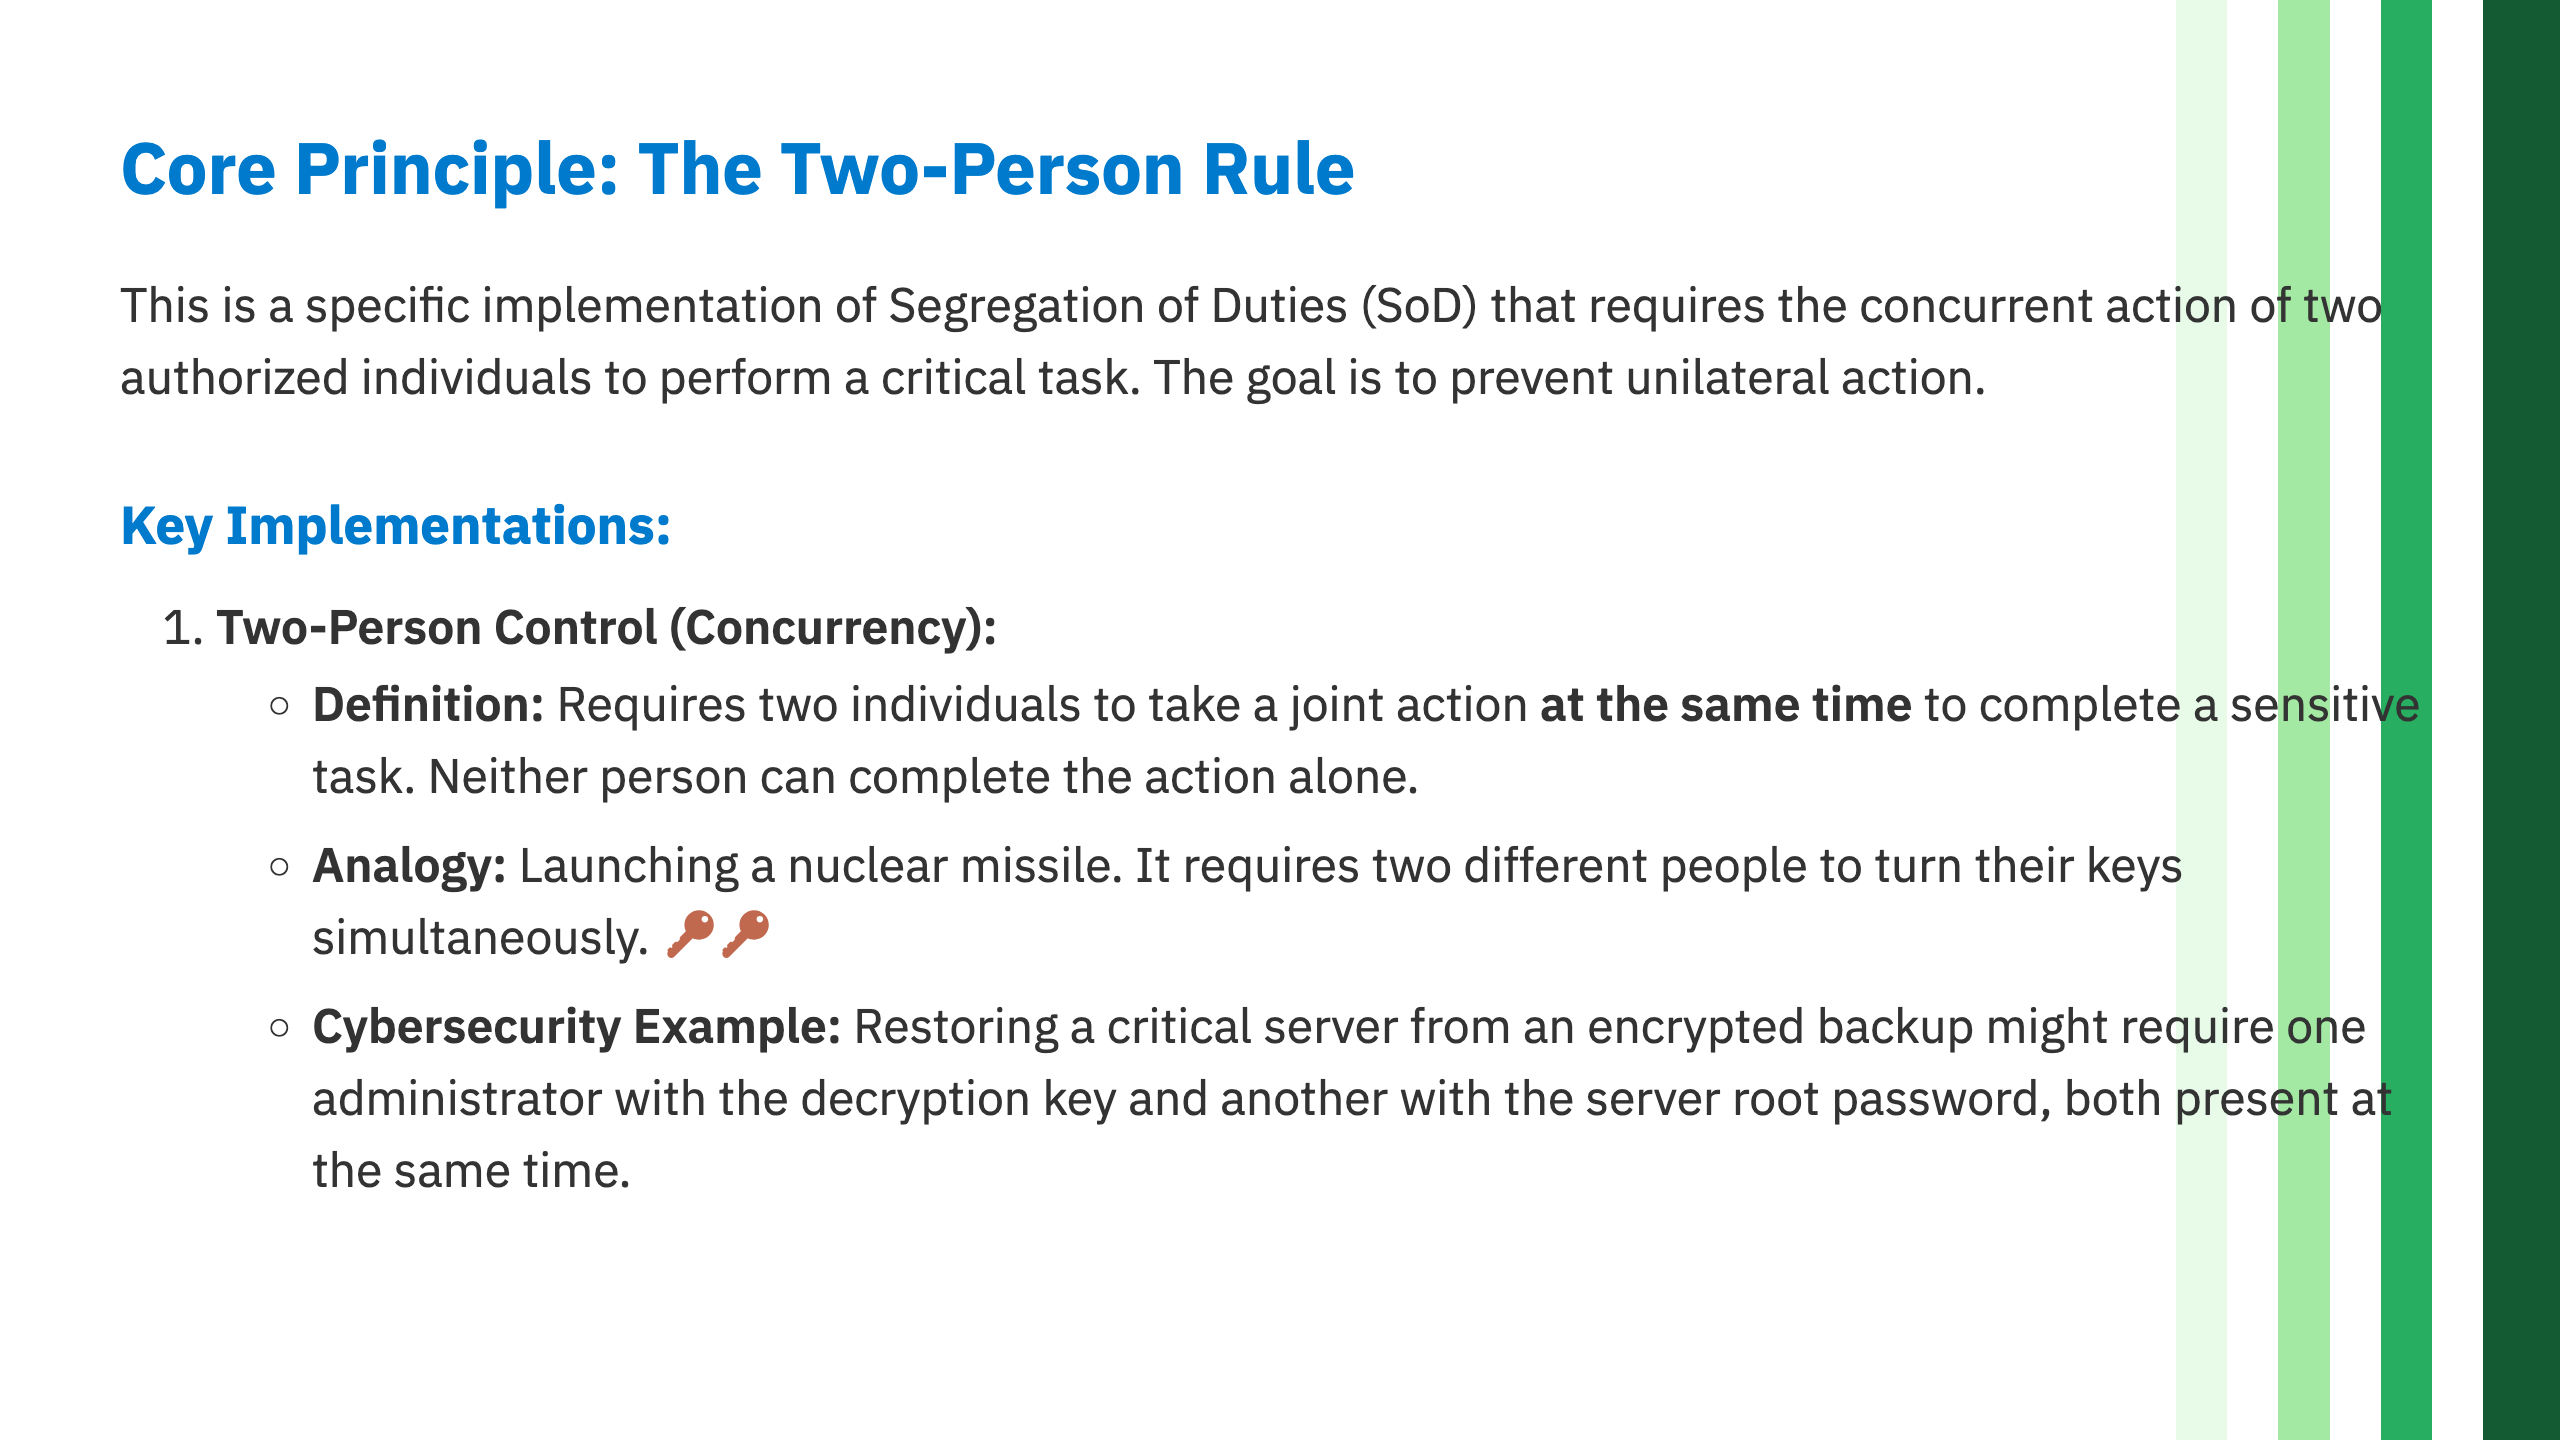 Core Principle: The Two-Person Rule
This is a specific implementation of Segregation of Duties (SoD) that requires the concurrent action of two
authorized individuals to perform a critical task. The goal is to prevent unilateral action.
Key Implementations:
1. Two-Person Control (Concurrency):
◦ Definition: Requires two individuals to take a joint action at the same time to complete a sensitive
task. Neither person can complete the action alone.
◦ Analogy: Launching a nuclear missile. It requires two different people to turn their keys
simultaneously. 🔑🔑
◦ Cybersecurity Example: Restoring a critical server from an encrypted backup might require one
administrator with the decryption key and another with the server root password, both present at
the same time.